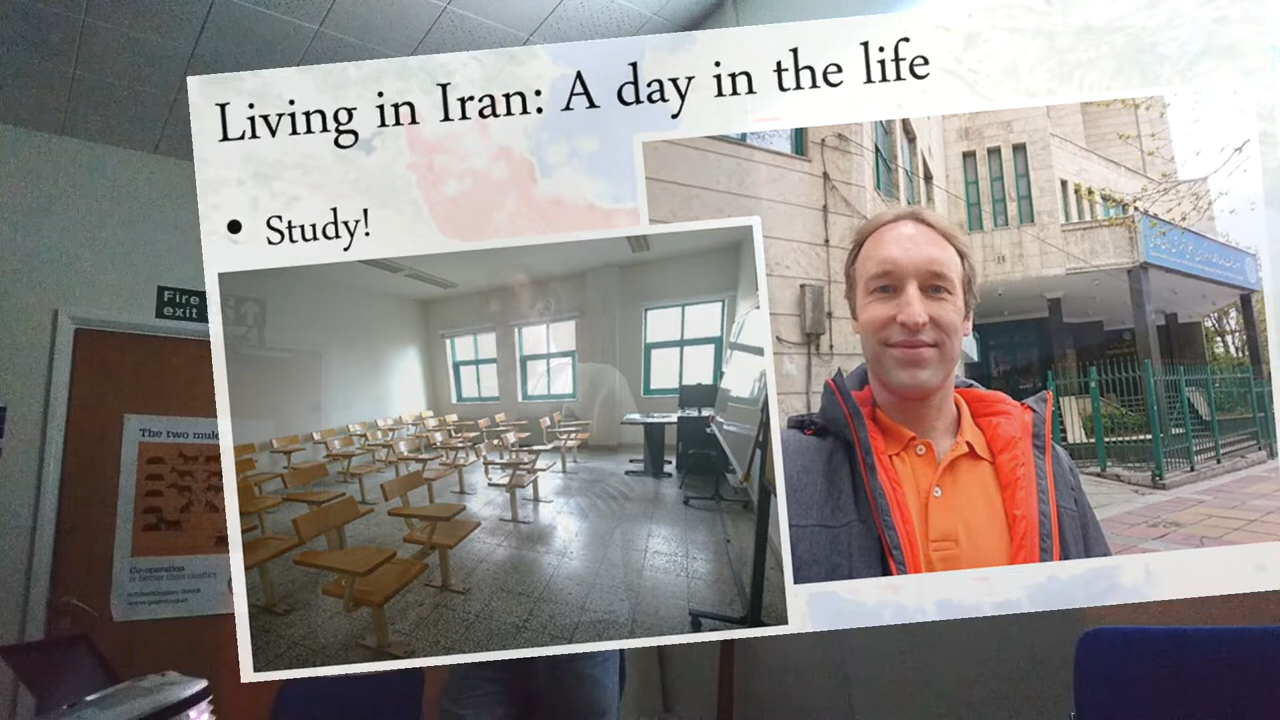 Living in Iran: A day in the life
• Study!
Fire
exit
The two mule
Co-operation
is better than conflict